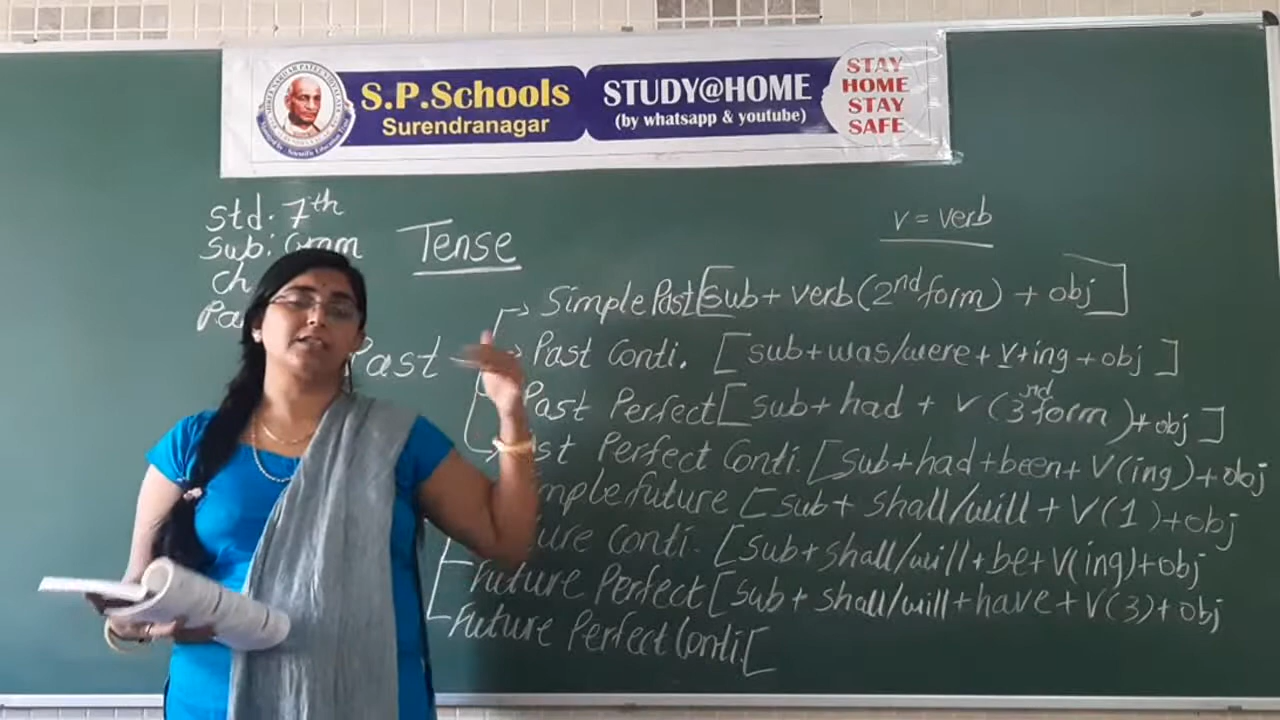 S.P.Schools
Surendranagar
STUDY@HOME
(by whatsapp & youtube)
STAY
HOME
STAY
SAFE
Std: 7th
Sub: Gram
Ch
Pa
Tense
v = verb
Past
Simple Past [sub + verb (2nd form) + obj]
Past Conti. [sub+was/were + v+ing + obj]
Past Perfect [sub + had + v (3nd form) + obj]
st Perfect Conti. [sub+had+been+ V(ing)+obj
mple future [sub + shall/will + V(1)+obj
ure Conti. [sub+shall/will+be+V(ing)+obj
Future Perfect [sub + shall/will+have+V(3)+obj
Future Perfect Conti.[